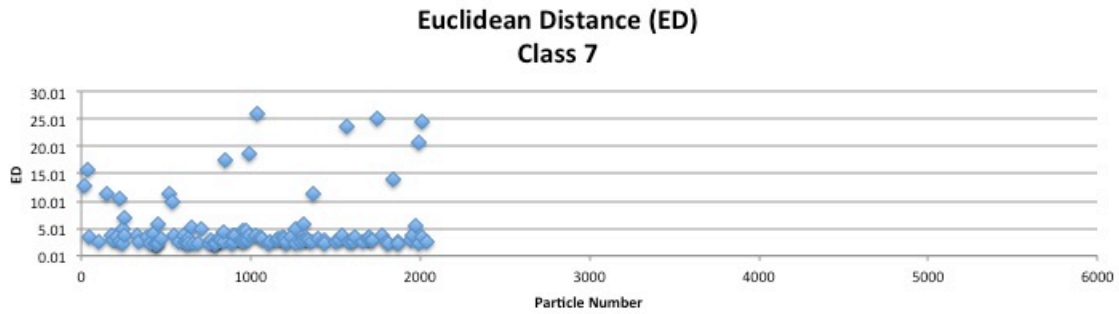 Euclidean Distance (ED)
Class 7
30.01
25.01
20.01
15.01
10.01
5.01
0.01
ED
0 1000 2000 3000 4000 5000 6000
Particle Number